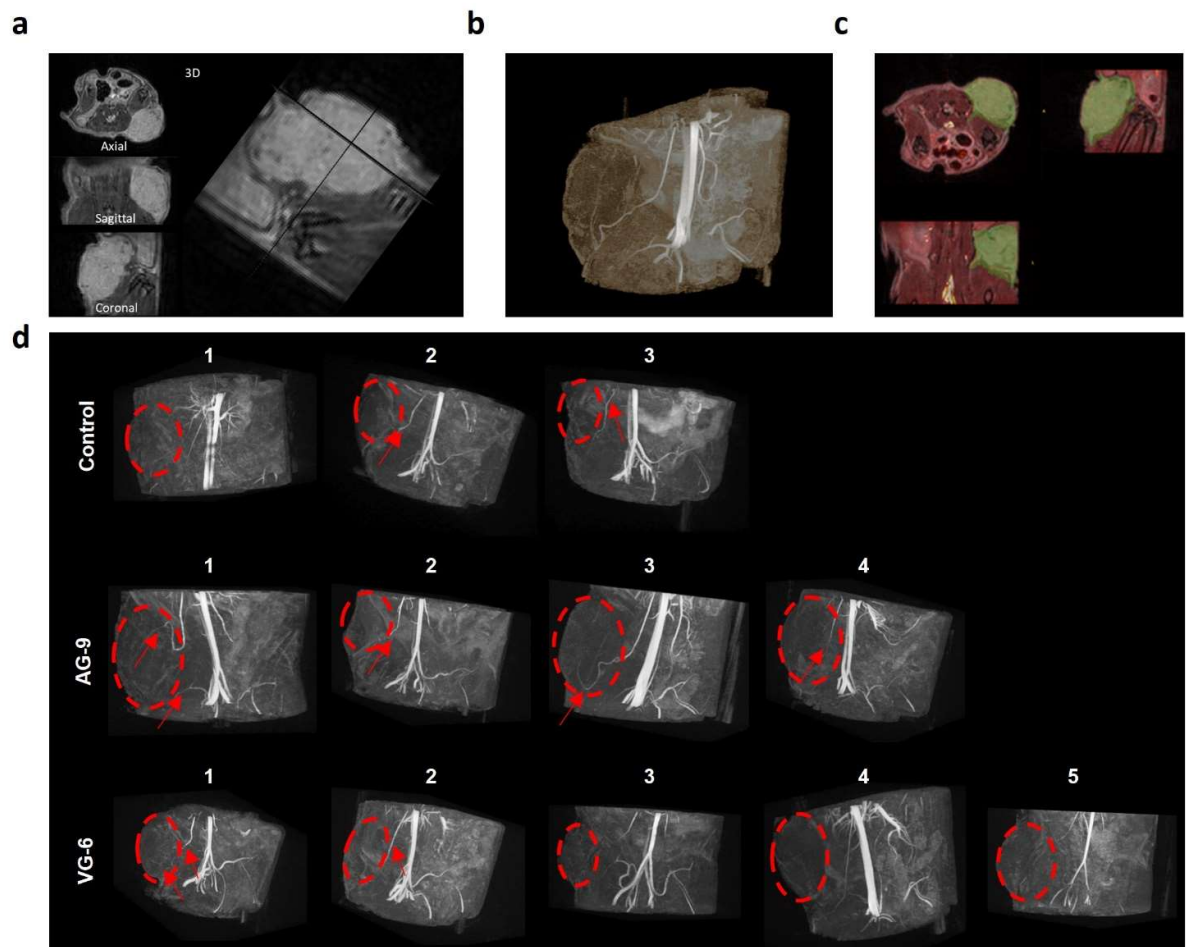 a
b
c
3D
Axial
Sagittal
Coronal
d
1 2 3
Control
1 2 3 4
AG-9
1 2 3 4 5
VG-6